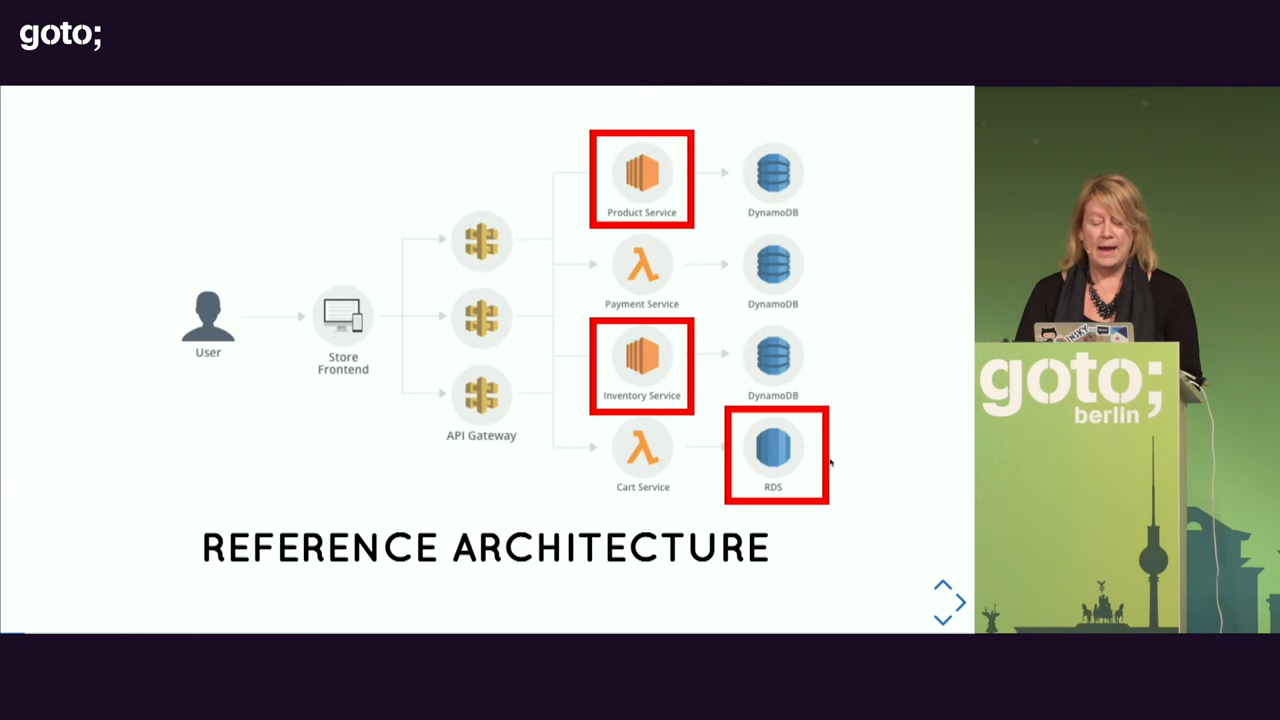 goto;
Product Service
DynamoDB
Payment Service
DynamoDB
User
Store
Frontend
API Gateway
Inventory Service
DynamoDB
Cart Service
RDS
REFERENCE ARCHITECTURE
goto;
berlin